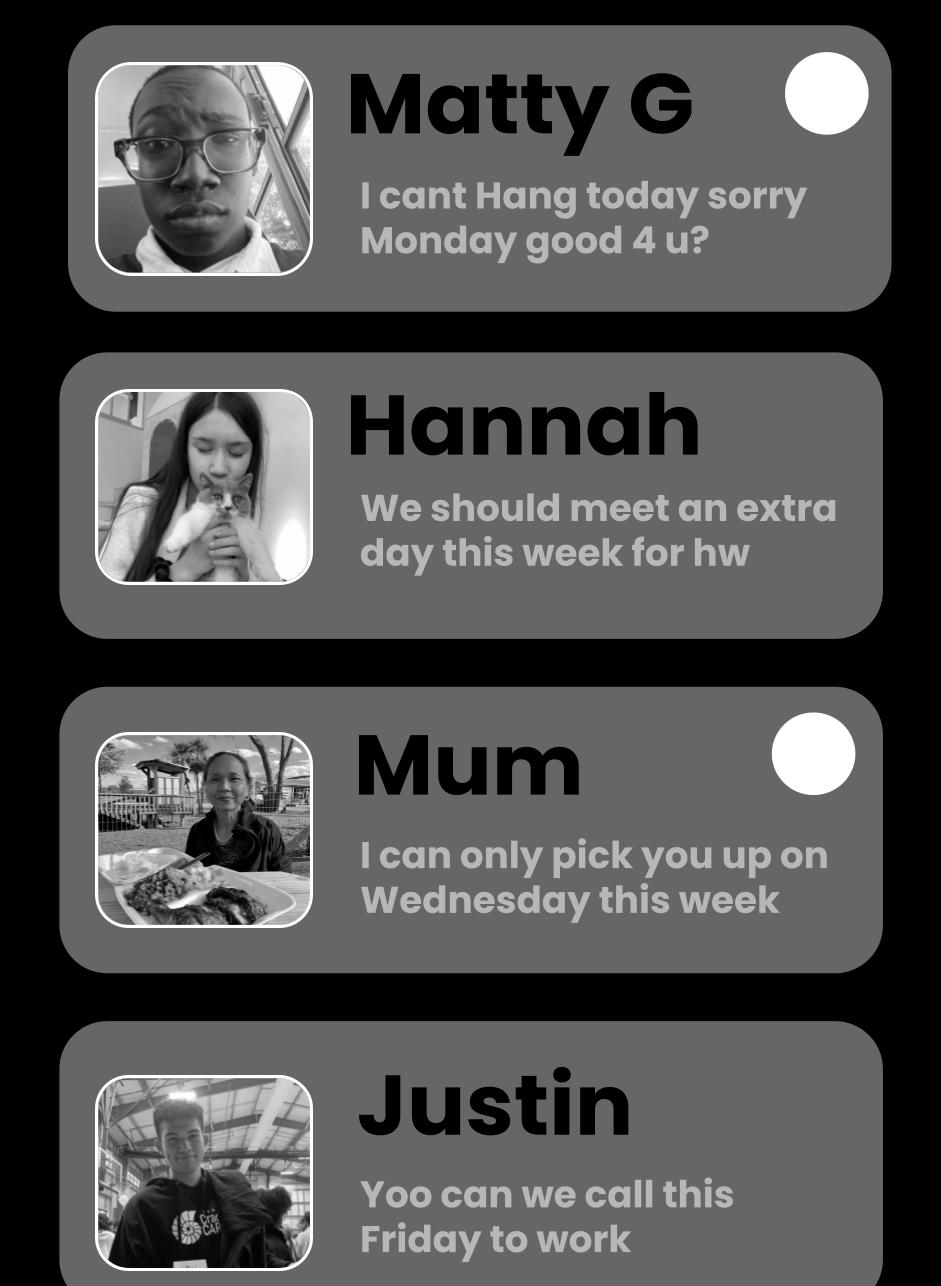 Matty G
I cant Hang today sorry
Monday good 4 u?
Hannah
We should meet an extra
day this week for hw
Mum
I can only pick you up on
Wednesday this week
Justin
Yoo can we call this
Friday to work